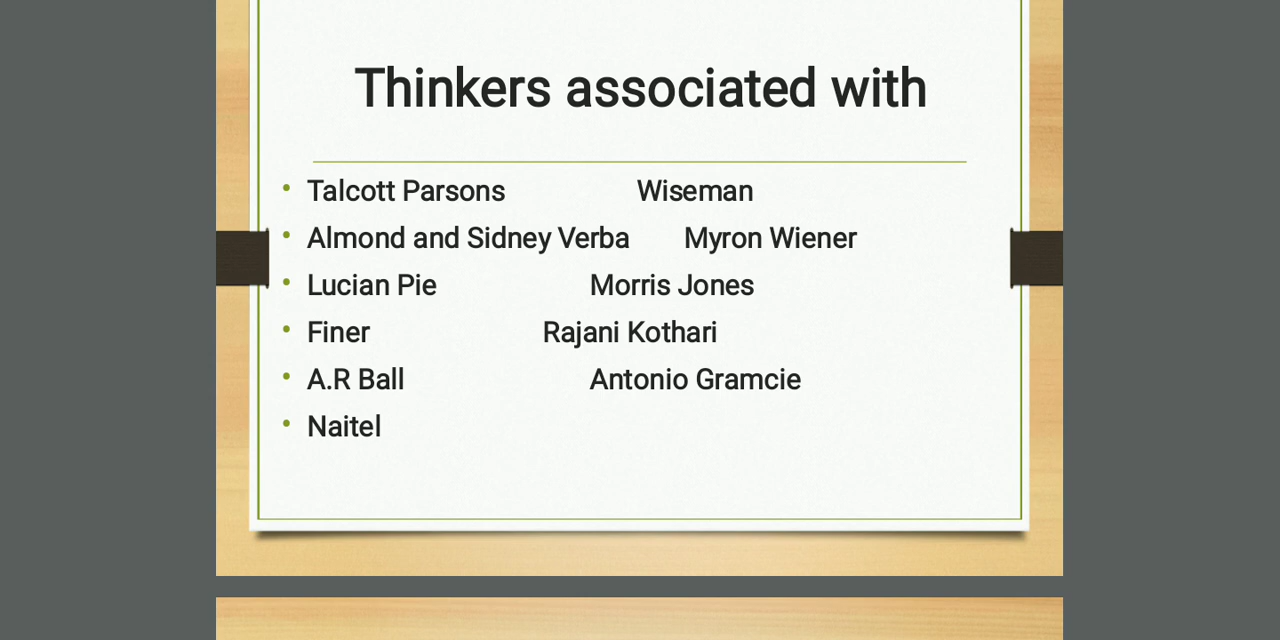 Thinkers associated with
• Talcott Parsons Wiseman
• Almond and Sidney Verba Myron Wiener
• Lucian Pie Morris Jones
• Finer Rajani Kothari
• A.R Ball Antonio Gramcie
• Naitel